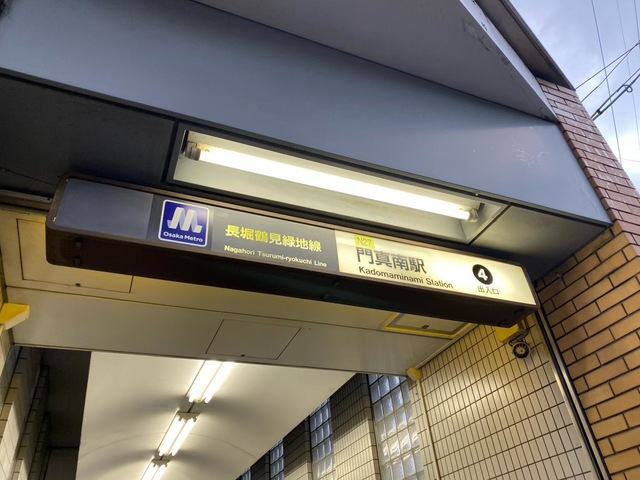 Osaka Metro
長堀鶴見緑地線
Nagahori Tsurumi-ryokuchi Line
N27
門真南駅
Kadomaminami Station
4
出入口